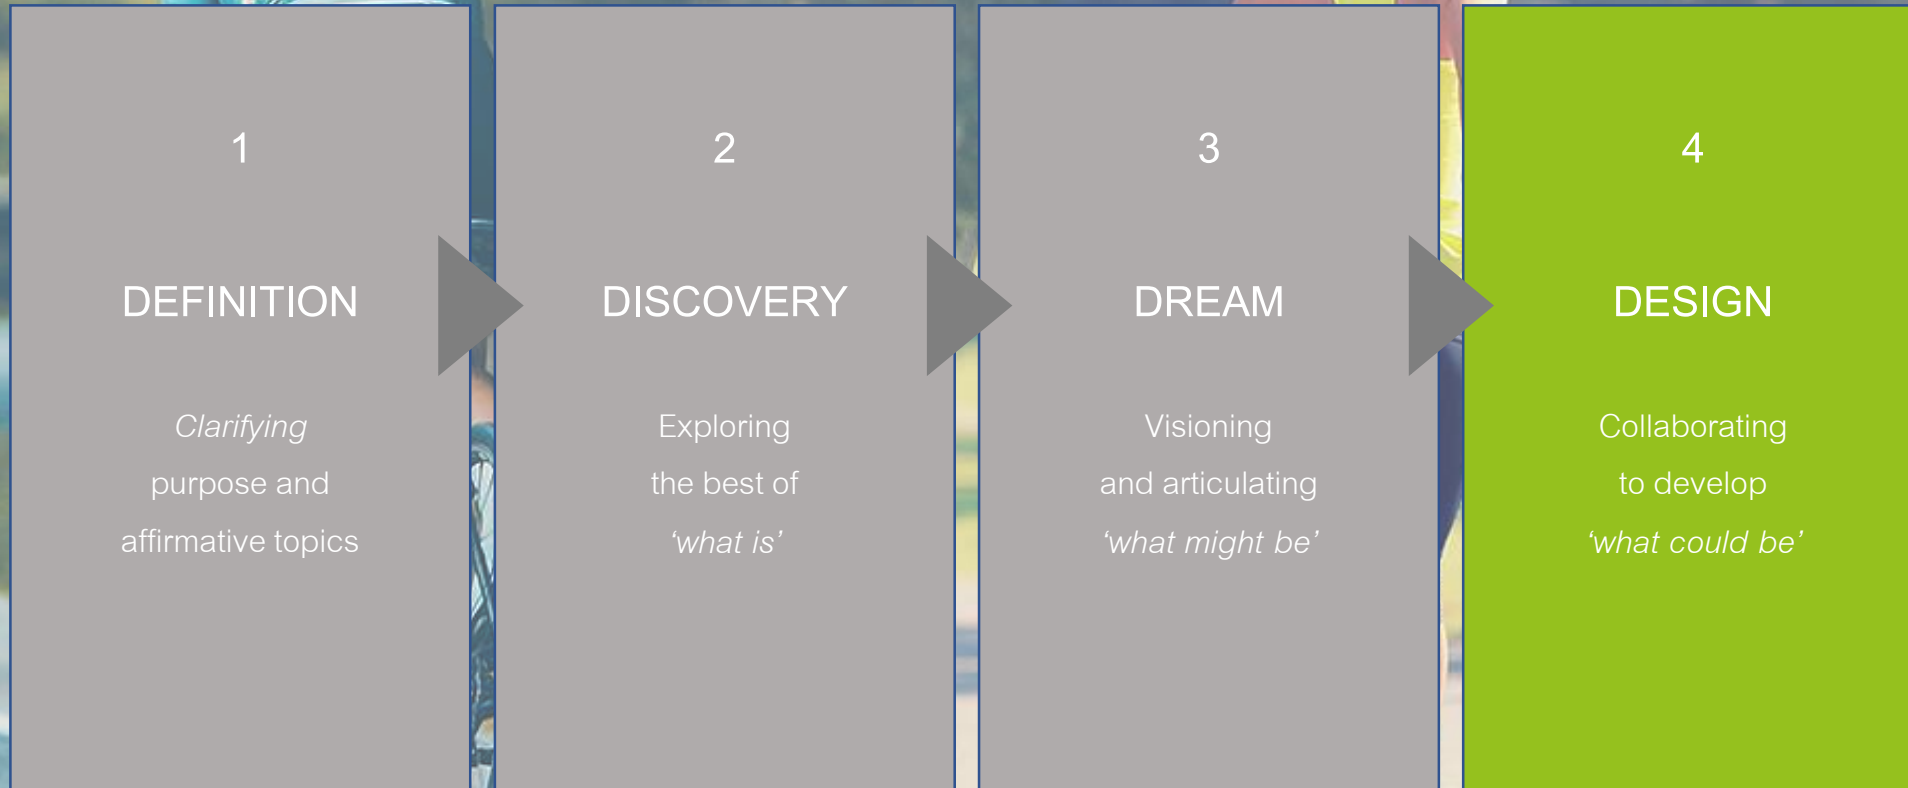 1
DEFINITION
Clarifying
purpose and
affirmative topics
2
DISCOVERY
Exploring
the best of
‘what is’
3
DREAM
Visioning
and articulating
‘what might be’
4
DESIGN
Collaborating
to develop
‘what could be’